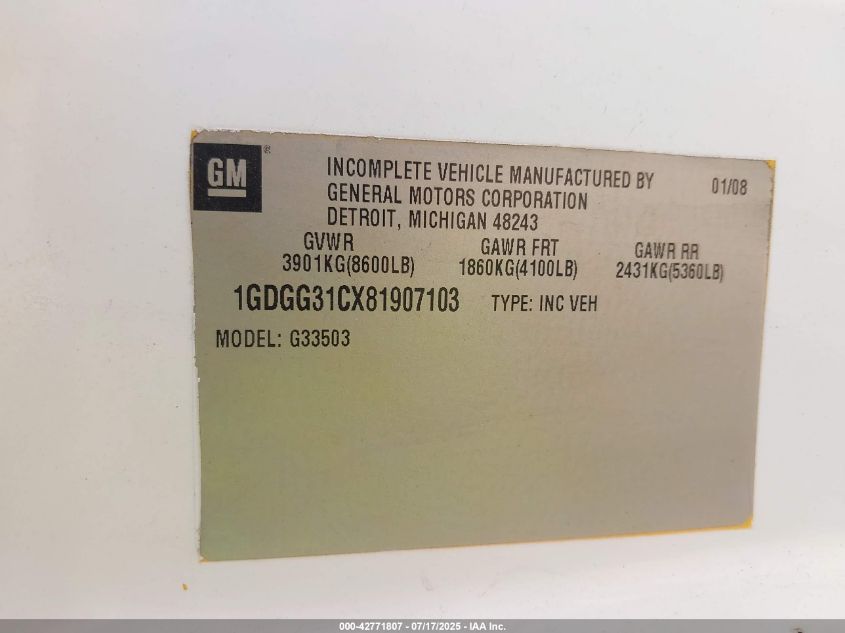 GM®
INCOMPLETE VEHICLE MANUFACTURED BY 01/08
GENERAL MOTORS CORPORATION
DETROIT, MICHIGAN 48243
GVWR GAWR FRT GAWR RR
3901KG(8600LB) 1860KG(4100LB) 2431KG(5360LB)
1GDGG31CX81907103 TYPE: INC VEH
MODEL: G33503
000-42771807 - 07/17/2025 - IAA Inc.